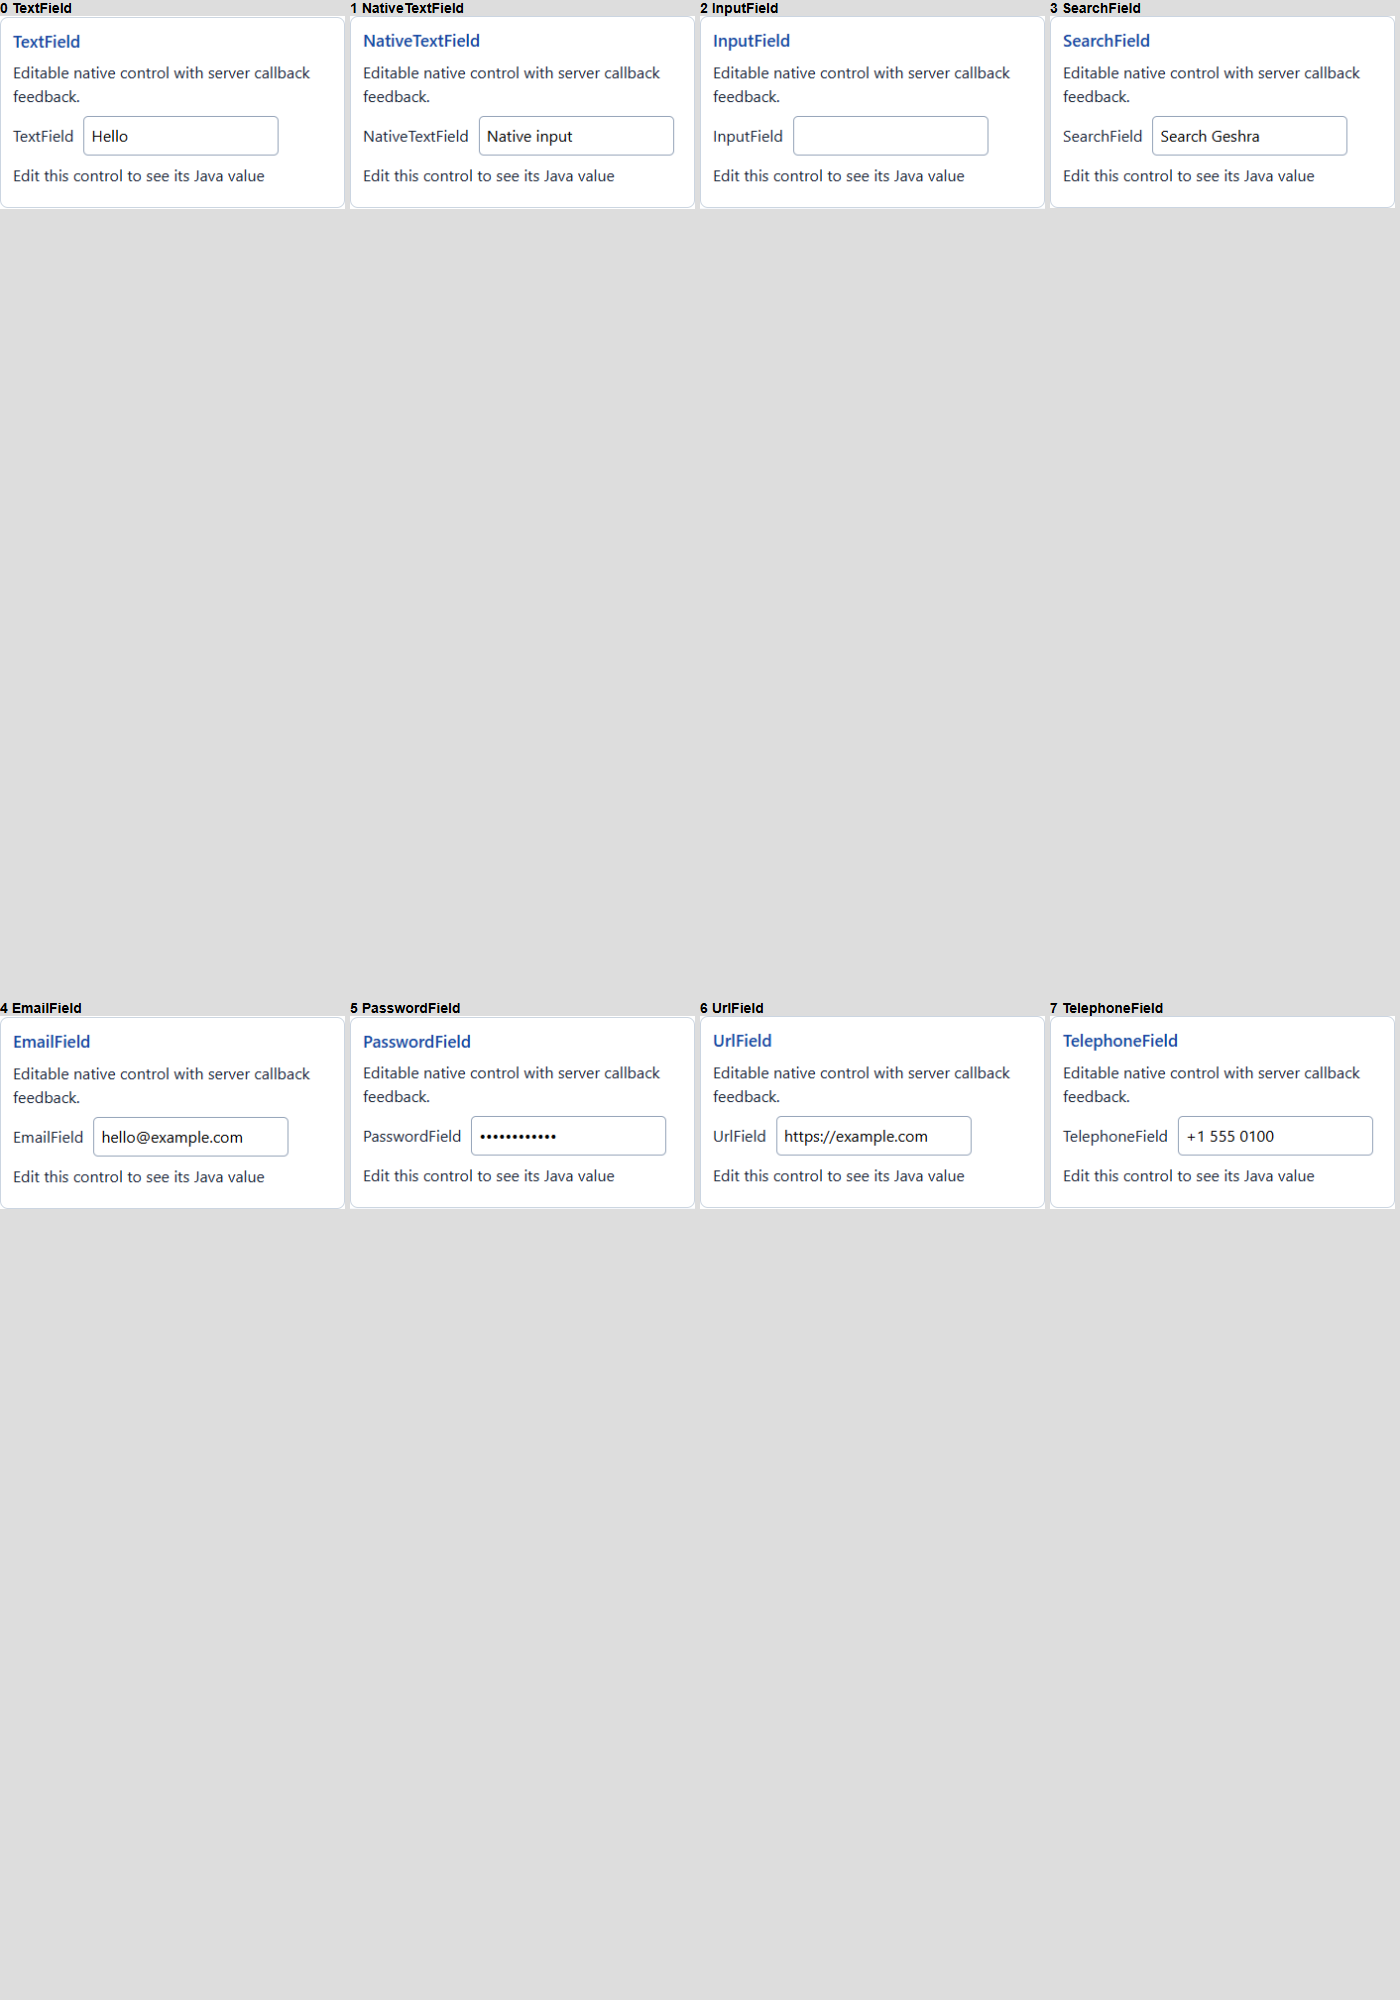 0 TextField
TextField
Editable native control with server callback
feedback.
TextField Hello
Edit this control to see its Java value
1 NativeTextField
NativeTextField
Editable native control with server callback
feedback.
NativeTextField Native input
Edit this control to see its Java value
2 InputField
InputField
Editable native control with server callback
feedback.
InputField
Edit this control to see its Java value
3 SearchField
SearchField
Editable native control with server callback
feedback.
SearchField Search Geshra
Edit this control to see its Java value
4 EmailField
EmailField
Editable native control with server callback
feedback.
EmailField hello@example.com
Edit this control to see its Java value
5 PasswordField
PasswordField
Editable native control with server callback
feedback.
PasswordField ••••••••••••
Edit this control to see its Java value
6 UrlField
UrlField
Editable native control with server callback
feedback.
UrlField https://example.com
Edit this control to see its Java value
7 TelephoneField
TelephoneField
Editable native control with server callback
feedback.
TelephoneField +1 555 0100
Edit this control to see its Java value